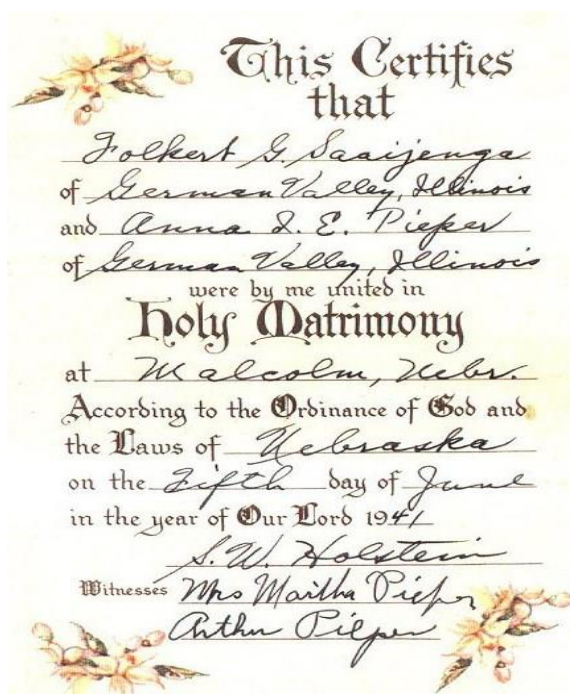 This Certifies
that
Folkert G. Saaijenga
of German Valley, Illinois
and Anna I. E. Pieper
of German Valley, Illinois
were by me united in
Holy Matrimony
at Malcolm, Nebr.
According to the Ordinance of God and
the Laws of Nebraska
on the Fifth day of June
in the year of Our Lord 1941
S. W. Holstein
Witnesses Mrs Martha Pieper
Arthur Pieper